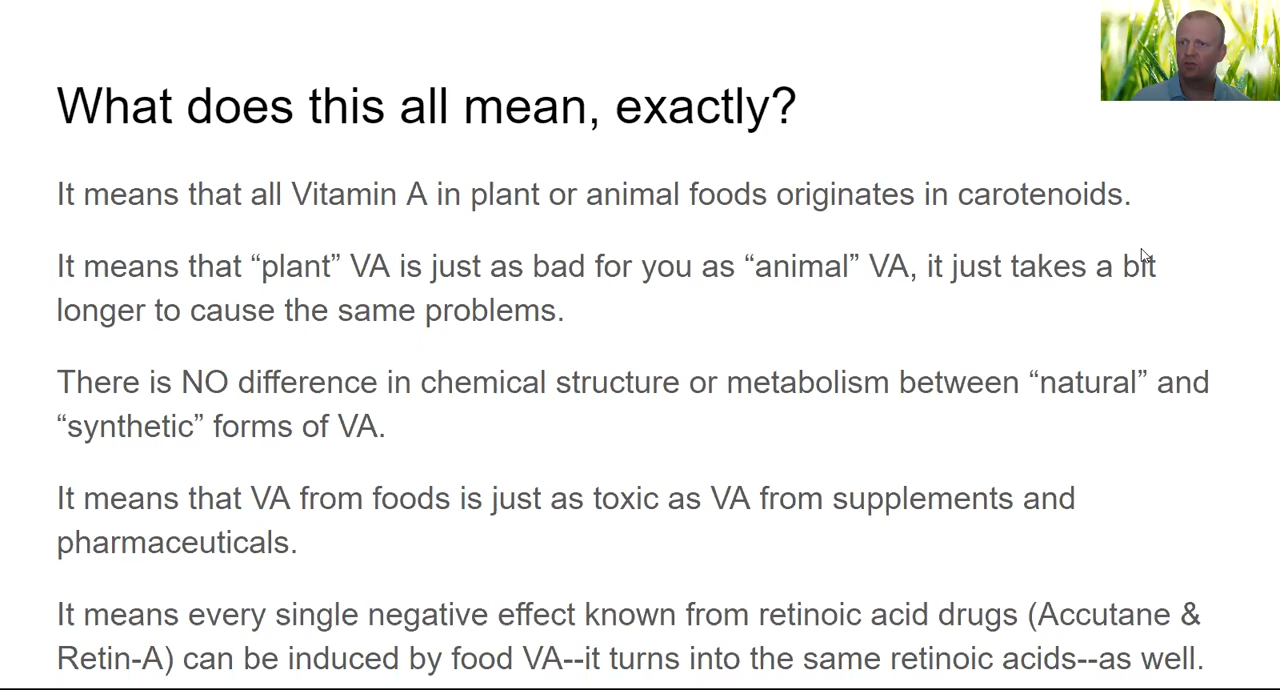 What does this all mean, exactly?
It means that all Vitamin A in plant or animal foods originates in carotenoids.
It means that “plant” VA is just as bad for you as “animal” VA, it just takes a bit
longer to cause the same problems.
There is NO difference in chemical structure or metabolism between “natural” and
“synthetic” forms of VA.
It means that VA from foods is just as toxic as VA from supplements and
pharmaceuticals.
It means every single negative effect known from retinoic acid drugs (Accutane &
Retin-A) can be induced by food VA--it turns into the same retinoic acids--as well.